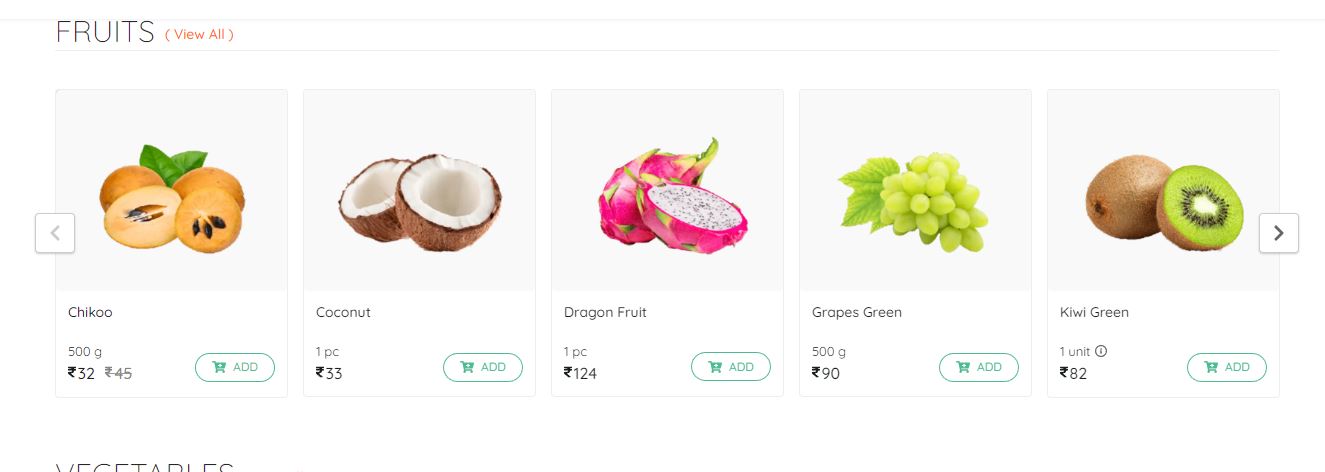 FRUITS ( View All )
Chikoo
500 g
₹32 ₹45
ADD
Coconut
1 pc
₹33
ADD
Dragon Fruit
1 pc
₹124
ADD
Grapes Green
500 g
₹90
ADD
Kiwi Green
1 unit
₹82
ADD
VEGETABLES